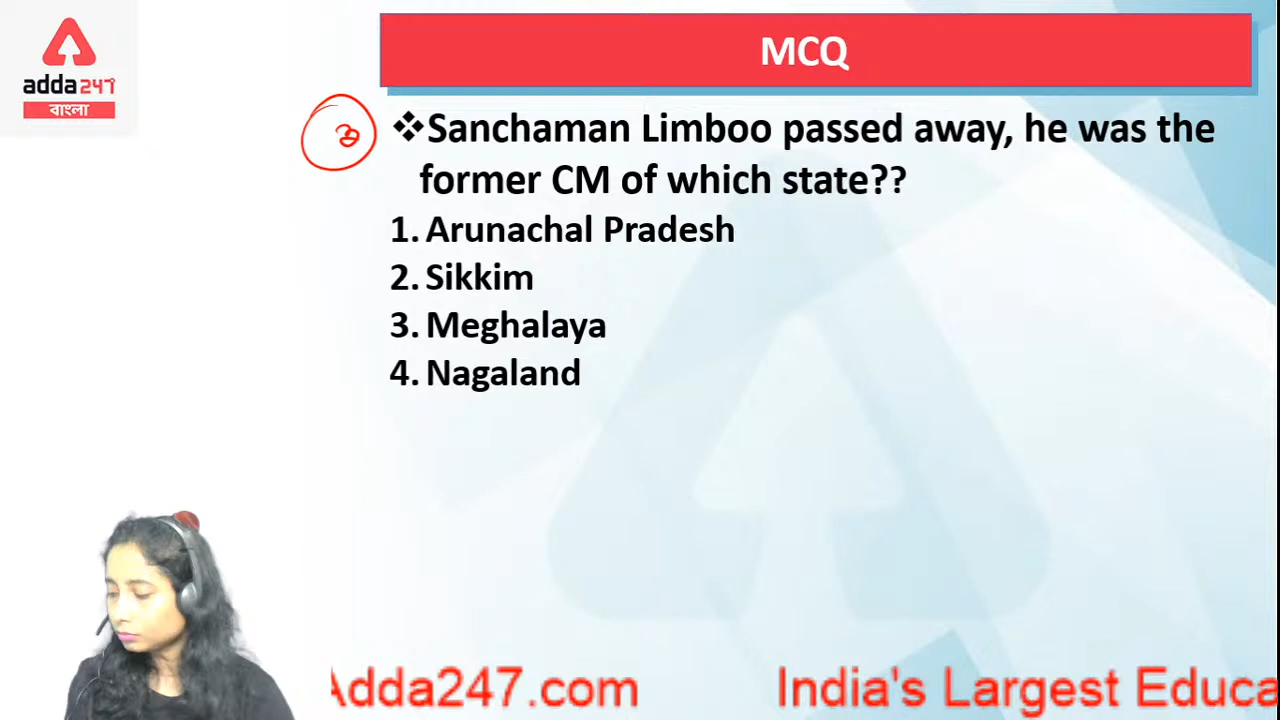 adda247
বাংলা
MCQ
❖Sanchaman Limboo passed away, he was the
former CM of which state??
1. Arunachal Pradesh
2. Sikkim
3. Meghalaya
4. Nagaland
Adda247.com India's Largest Educa